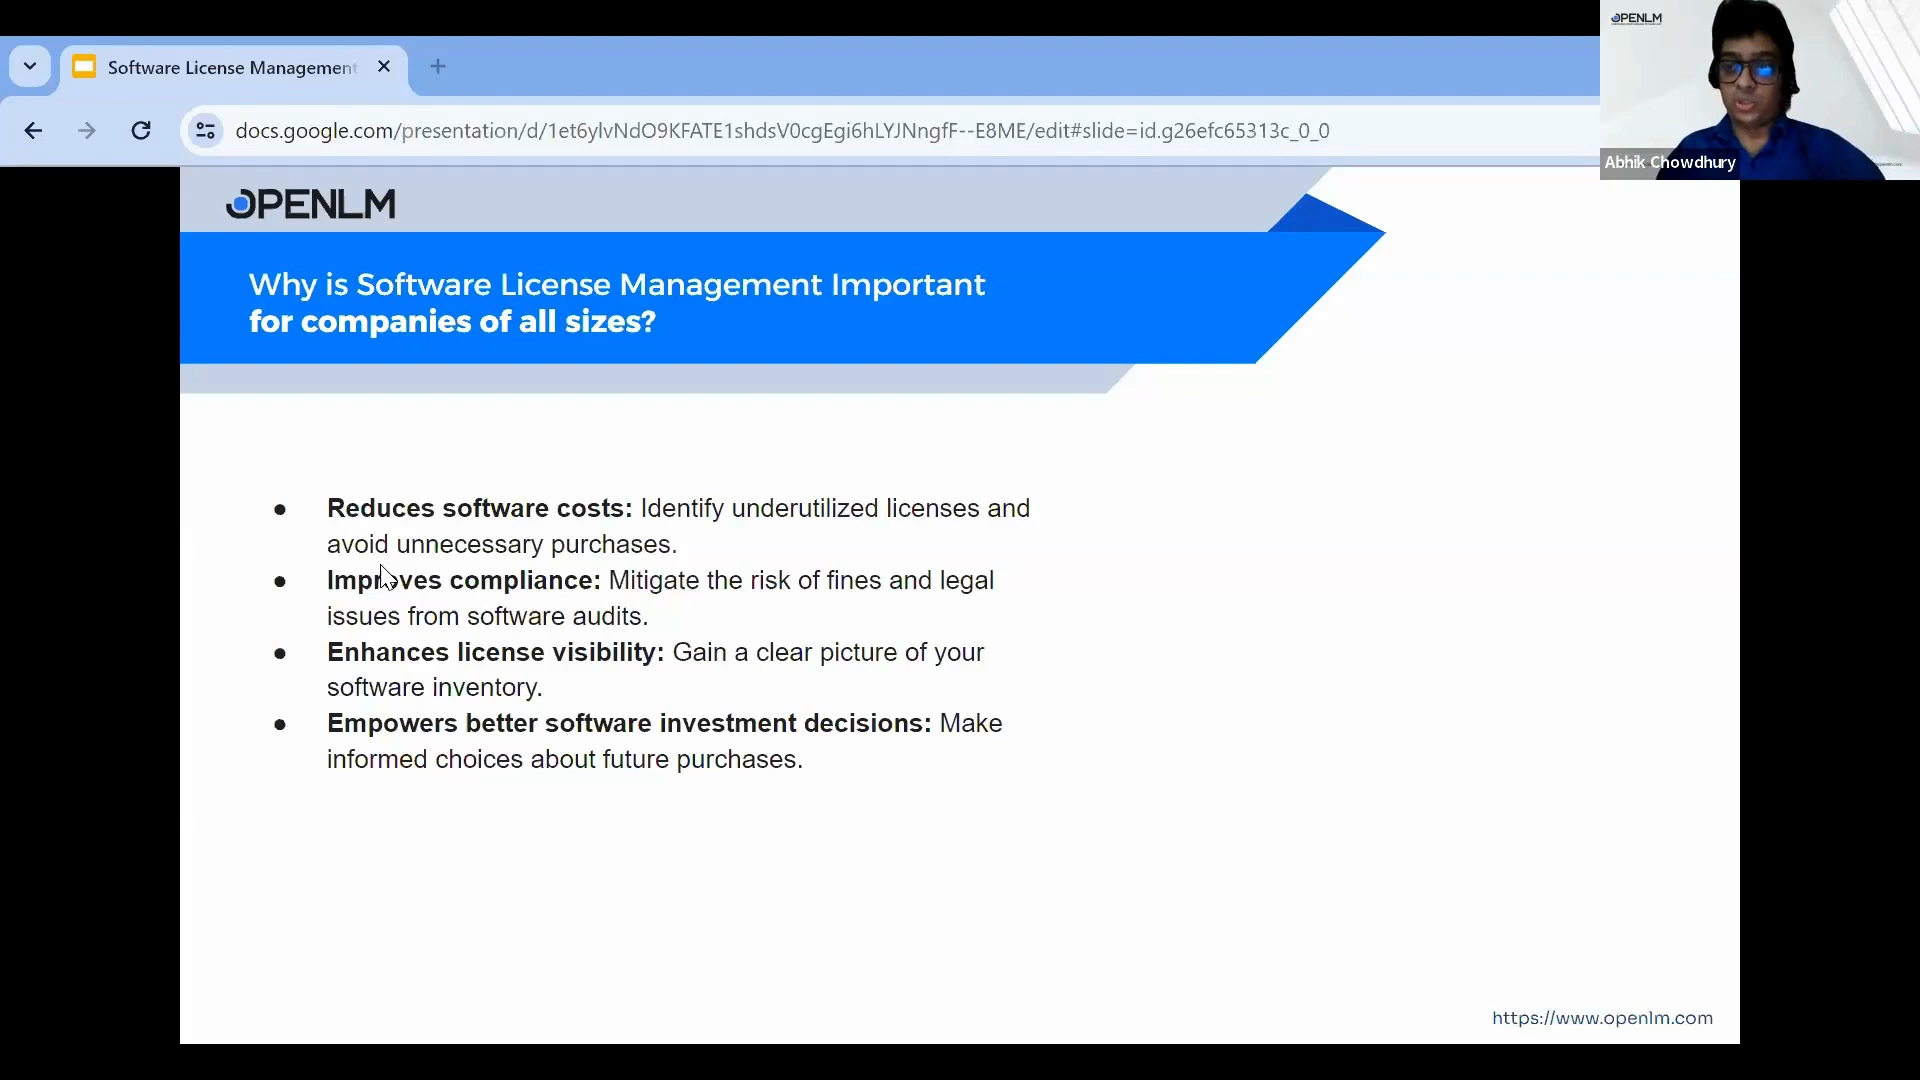 Software License Management
docs.google.com/presentation/d/1et6ylvNdO9KFATE1shdsV0cgEgi6hLYJNngfF--E8ME/edit#slide=id.g26efc65313c_0_0
OPENLM
Abhik Chowdhury
OPENLM
Why is Software License Management Important
for companies of all sizes?
● Reduces software costs: Identify underutilized licenses and
avoid unnecessary purchases.
● Improves compliance: Mitigate the risk of fines and legal
issues from software audits.
● Enhances license visibility: Gain a clear picture of your
software inventory.
● Empowers better software investment decisions: Make
informed choices about future purchases.
https://www.openlm.com